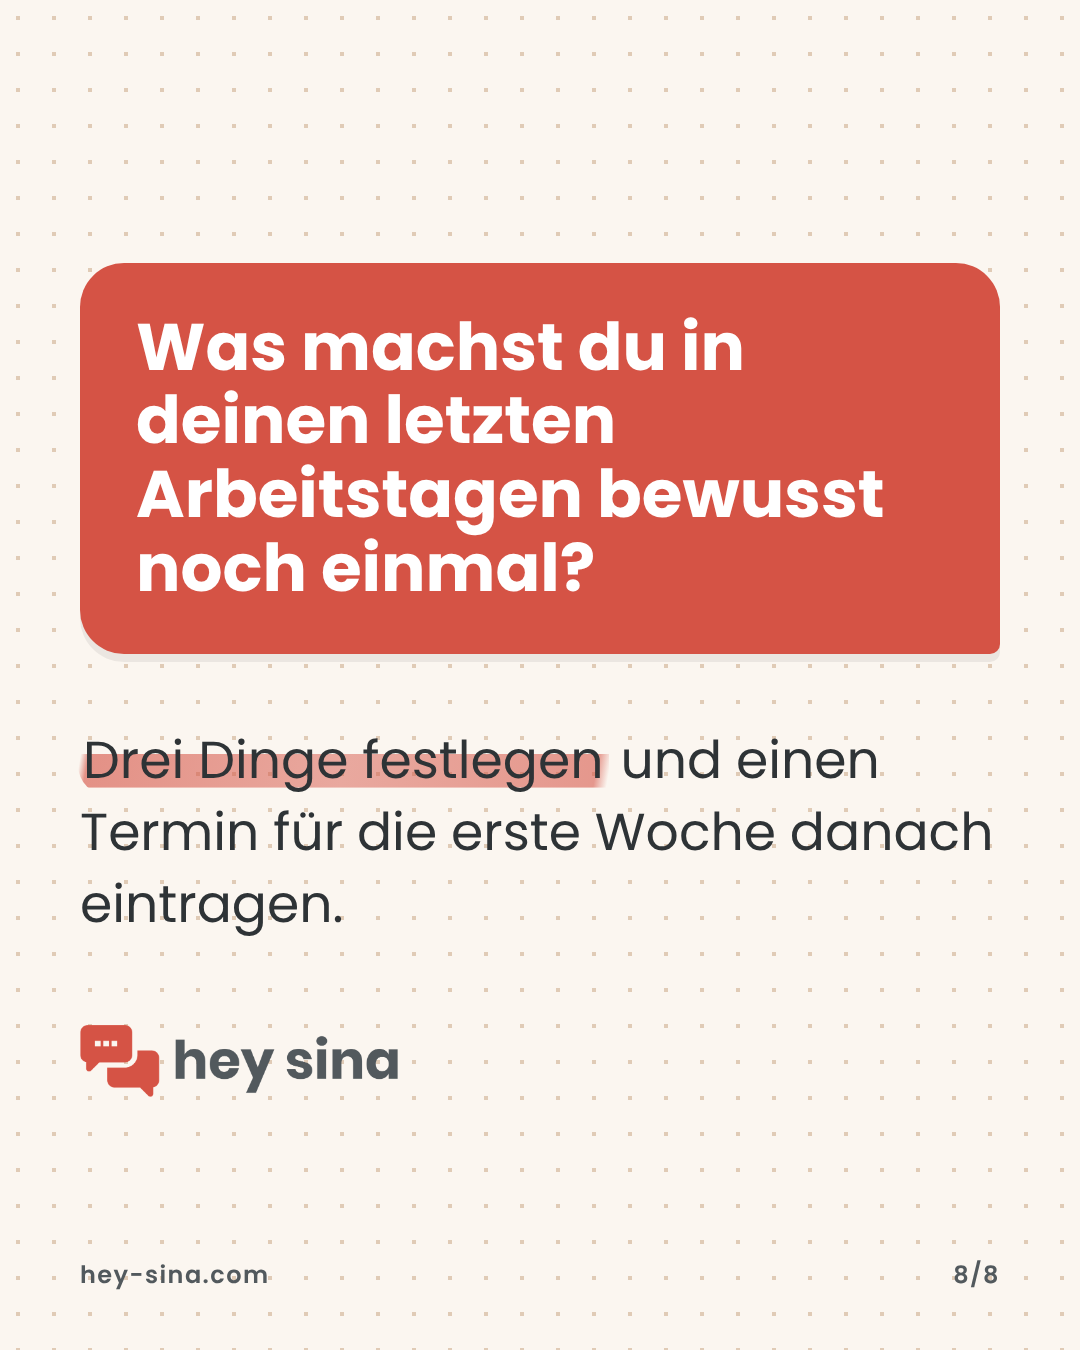 Was machst du in
deinen letzten
Arbeitstagen bewusst
noch einmal?
Drei Dinge festlegen und einen
Termin für die erste Woche danach
eintragen.
hey sina
hey-sina.com
8/8